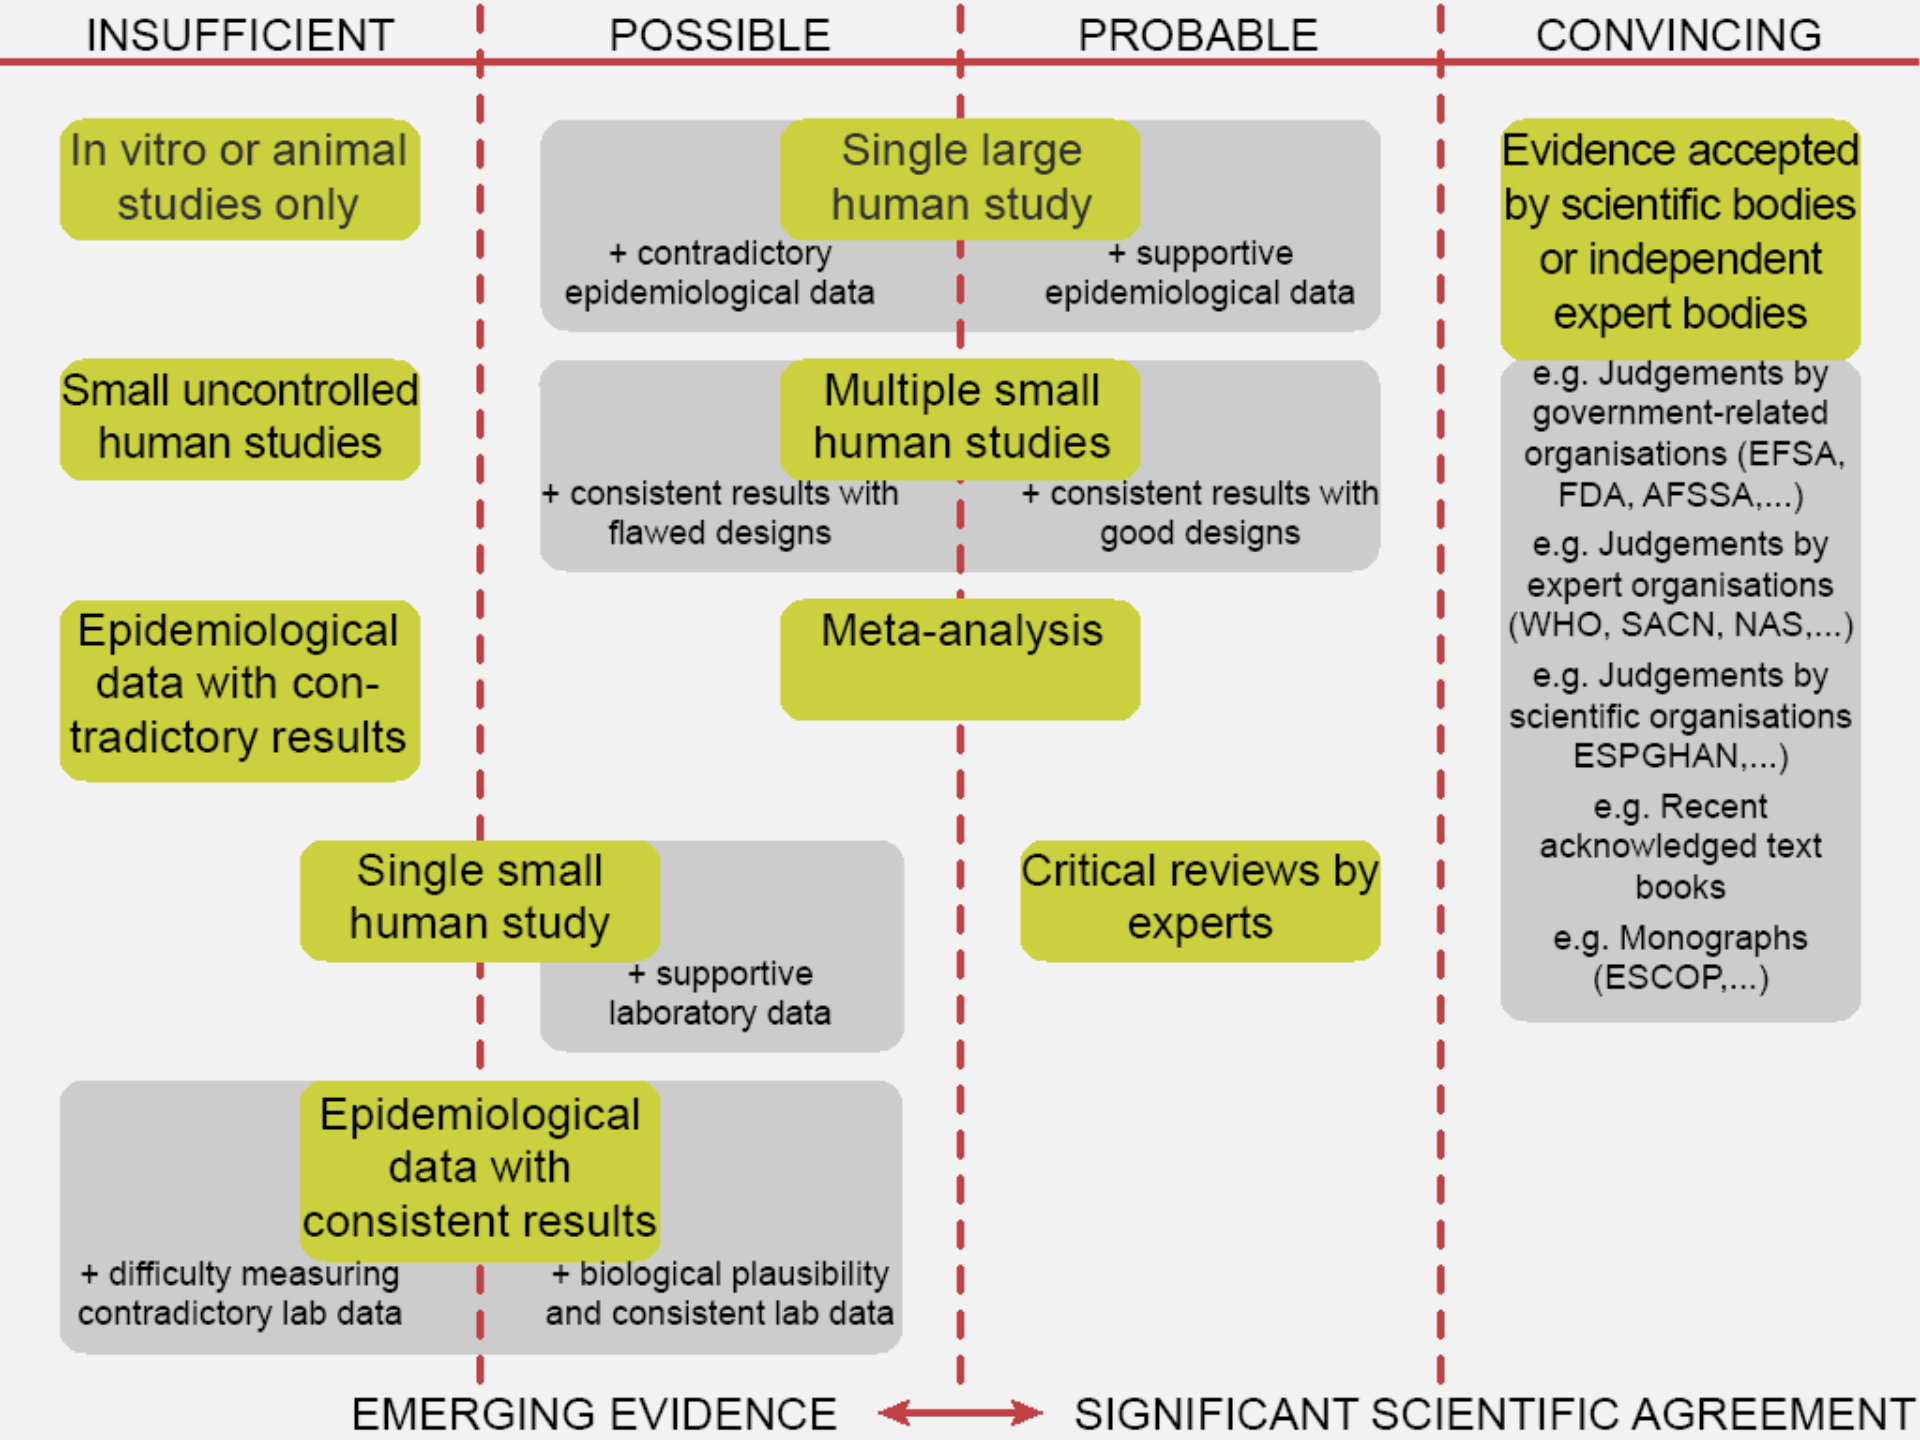 INSUFFICIENT
POSSIBLE
PROBABLE
CONVINCING
In vitro or animal
studies only
Small uncontrolled
human studies
Epidemiological
data with con-
tradictory results
Single large
human study
+ contradictory
epidemiological data
+ supportive
epidemiological data
Multiple small
human studies
+ consistent results with
flawed designs
+ consistent results with
good designs
Meta-analysis
Single small
human study
+ supportive
laboratory data
Critical reviews by
experts
Epidemiological
data with
consistent results
+ difficulty measuring
contradictory lab data
+ biological plausibility
and consistent lab data
Evidence accepted
by scientific bodies
or independent
expert bodies
e.g. Judgements by
government-related
organisations (EFSA,
FDA, AFSSA,...)
e.g. Judgements by
expert organisations
(WHO, SACN, NAS,...)
e.g. Judgements by
scientific organisations
ESPGHAN,...)
e.g. Recent
acknowledged text
books
e.g. Monographs
(ESCOP,...)
EMERGING EVIDENCE
SIGNIFICANT SCIENTIFIC AGREEMENT